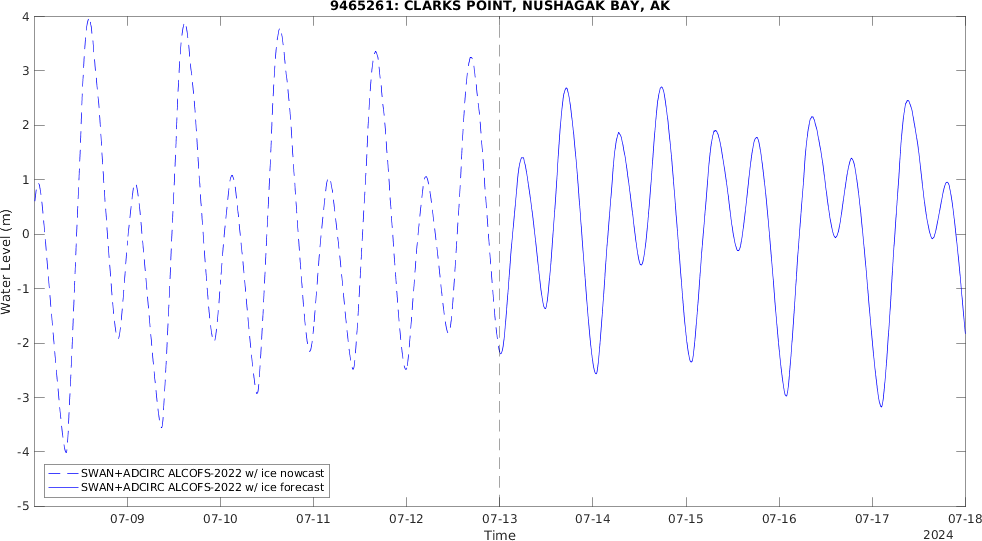 9465261: CLARKS POINT, NUSHAGAK BAY, AK
Water Level (m)
4
3
2
1
0
-1
-2
-3
-4
-5
SWAN+ADCIRC ALCOFS-2022 w/ ice nowcast
SWAN+ADCIRC ALCOFS-2022 w/ ice forecast
07-09 07-10 07-11 07-12 07-13 07-14 07-15 07-16 07-17 07-18
Time
2024